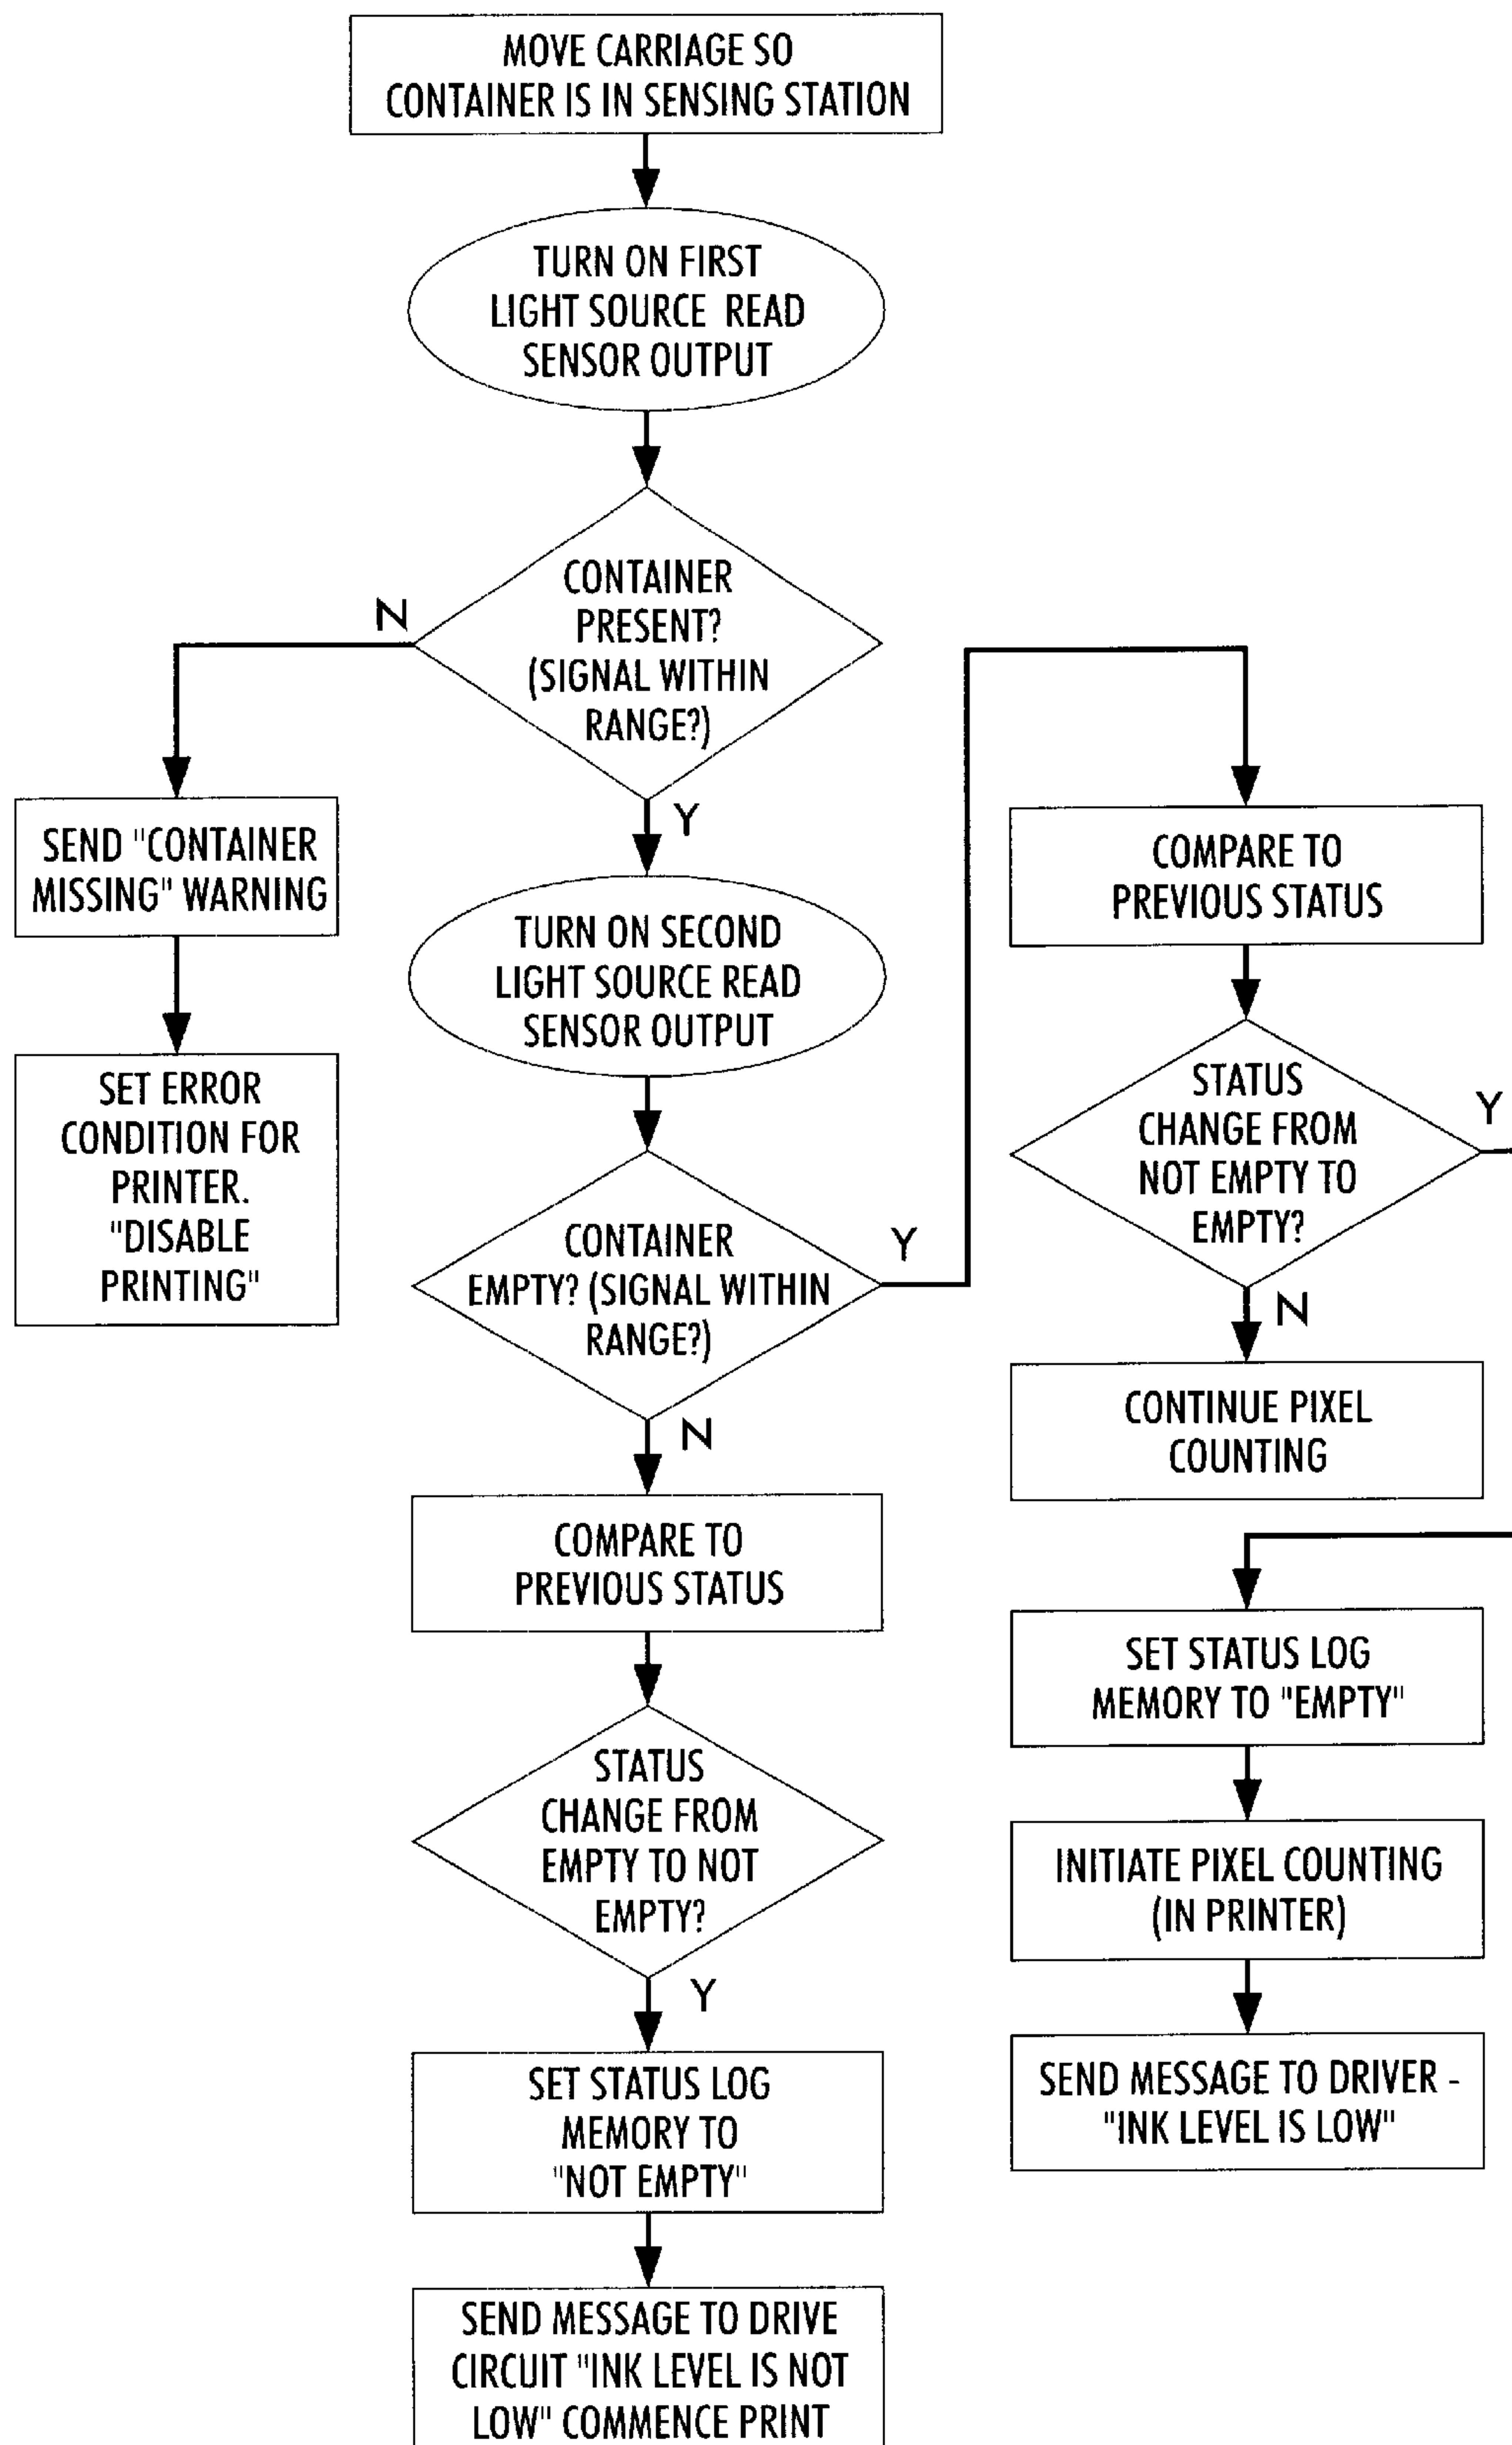 MOVE CARRIAGE SO
CONTAINER IS IN SENSING STATION
TURN ON FIRST
LIGHT SOURCE READ
SENSOR OUTPUT
CONTAINER
PRESENT?
(SIGNAL WITHIN
RANGE?)
N
Y
SEND "CONTAINER
MISSING" WARNING
SET ERROR
CONDITION FOR
PRINTER.
"DISABLE
PRINTING"
TURN ON SECOND
LIGHT SOURCE READ
SENSOR OUTPUT
CONTAINER
EMPTY? (SIGNAL WITHIN
RANGE?)
Y
N
COMPARE TO
PREVIOUS STATUS
STATUS
CHANGE FROM
EMPTY TO NOT
EMPTY?
Y
SET STATUS LOG
MEMORY TO
"NOT EMPTY"
SEND MESSAGE TO DRIVE
CIRCUIT "INK LEVEL IS NOT
LOW" COMMENCE PRINT
COMPARE TO
PREVIOUS STATUS
STATUS
CHANGE FROM
NOT EMPTY TO
EMPTY?
Y
N
CONTINUE PIXEL
COUNTING
SET STATUS LOG
MEMORY TO "EMPTY"
INITIATE PIXEL COUNTING
(IN PRINTER)
SEND MESSAGE TO DRIVER -
"INK LEVEL IS LOW"